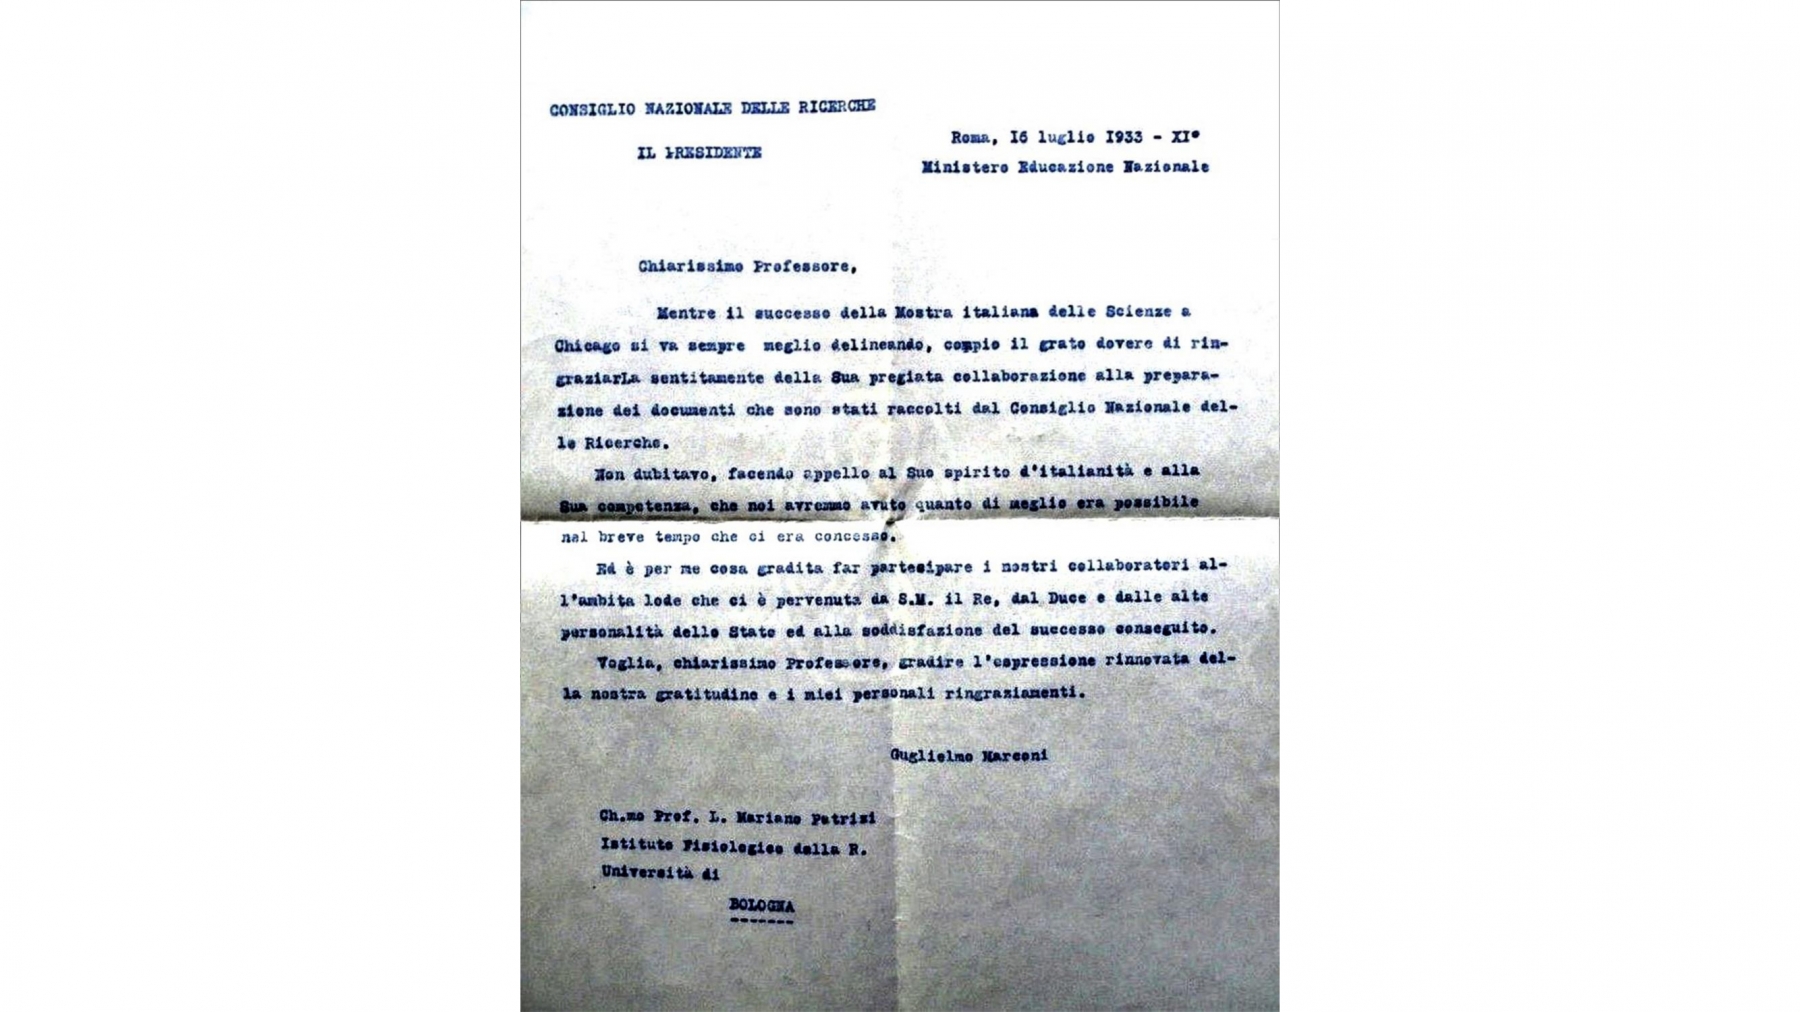 CONSIGLIO NAZIONALE DELLE RICERCHE
IL PRESIDENTE
Roma, 16 luglio 1933 - XI°
Ministero Educazione Nazionale
Chiarissimo Professore,
Mentre il successo della Mostra italiana delle Scienze a
Chicago si va sempre meglio delineando, compio il grato dovere di rin-
graziarLa sentitamente della Sua pregiata collaborazione alla prepara-
zione dei documenti che sono stati raccolti dal Consiglio Nazionale del-
le Ricerche.
Non dubitavo, facendo appello al Suo spirito d'italianità e alla
Sua competenza, che noi avremmo avuto quanto di meglio era possibile
nel breve tempo che ci era concesso.
Ed è per me cosa gradita far partecipare i nostri collaboratori al-
l'ambita lode che ci è pervenuta da S.M. il Re, dal Duce e dalle alte
personalità dello Stato ed alla soddisfazione del successo conseguito.
Voglia, chiarissimo Professore, gradire l'espressione rinnovata del-
la nostra gratitudine e i miei personali ringraziamenti.
Guglielmo Marconi
Ch.mo Prof. L. Mariano Patrizi
Istituto Fisiologico della R.
Università di
BOLOGNA